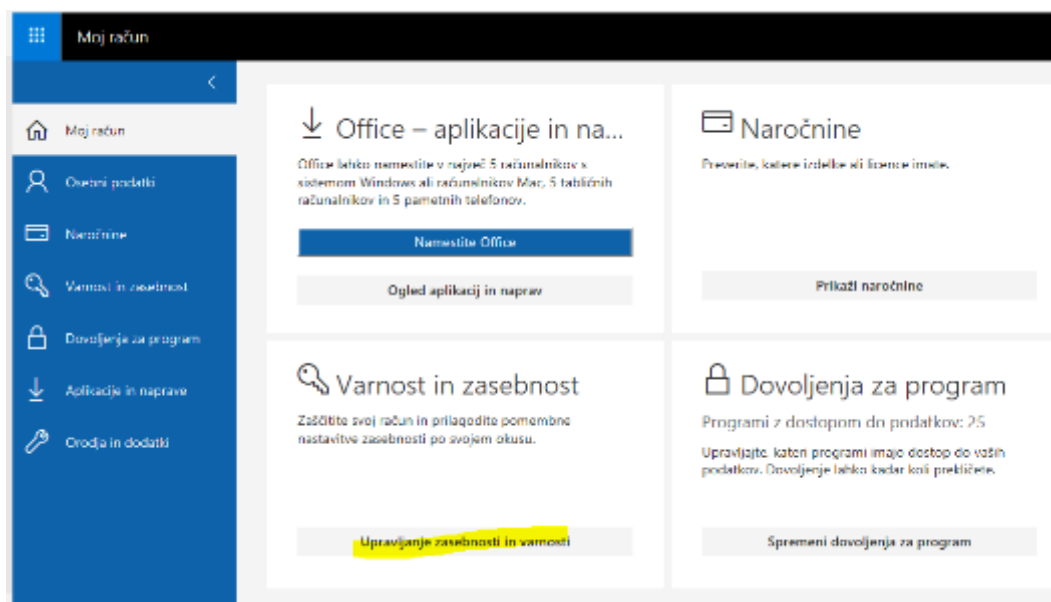 Moj račun
Moj račun
Osebni podatki
Naročnine
Varnost in zasebnost
Dovoljenja za program
Aplikacije in naprave
Orodja in dodatki
Office – aplikacije in na...
Office lahko namestite v največ 5 računalnikov s
sistemom Windows ali računalnikov Mac, 5 tabličnih
računalnikov in 5 pametnih telefonov.
Namestite Office
Ogled aplikacij in naprav
Naročnine
Preverite, katere izdelke ali licence imate.
Prikaži naročnine
Varnost in zasebnost
Zaščitite svoj račun in prilagodite pomembne
nastavitve zasebnosti po svojem okusu.
Upravljanje zasebnosti in varnosti
Dovoljenja za program
Programi z dostopom do podatkov: 25
Upravljajte, kateri programi imajo dostop do vaših
podatkov. Dovoljenje lahko kadar koli prekličete.
Spremeni dovoljenja za program